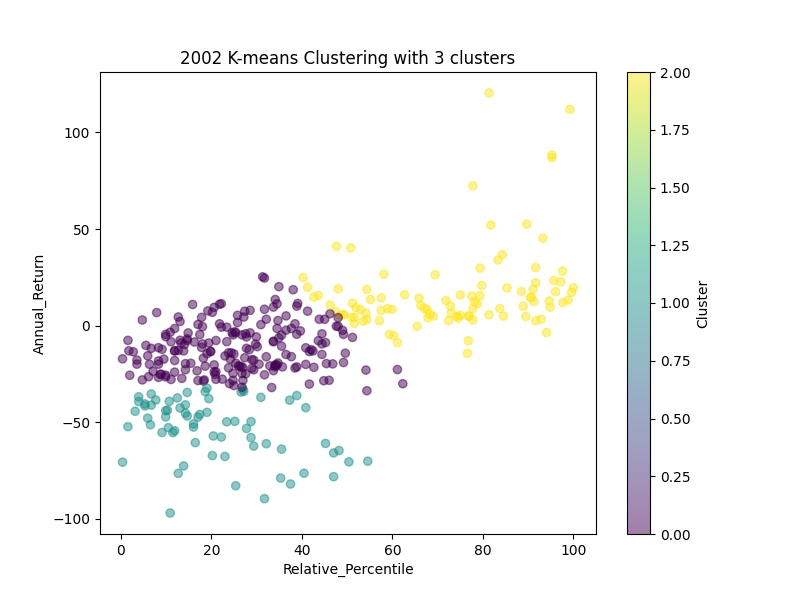 2002 K-means Clustering with 3 clusters
Annual_Return
100
50
0
−50
−100
0 20 40 60 80 100
Relative_Percentile
2.00
1.75
1.50
1.25
1.00
0.75
0.50
0.25
0.00
Cluster